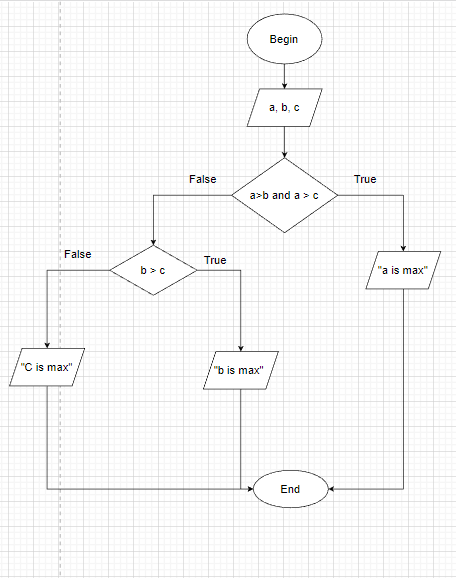 Begin
a, b, c
False
True
a>b and a > c
False
True
b > c
"a is max"
"C is max"
"b is max"
End